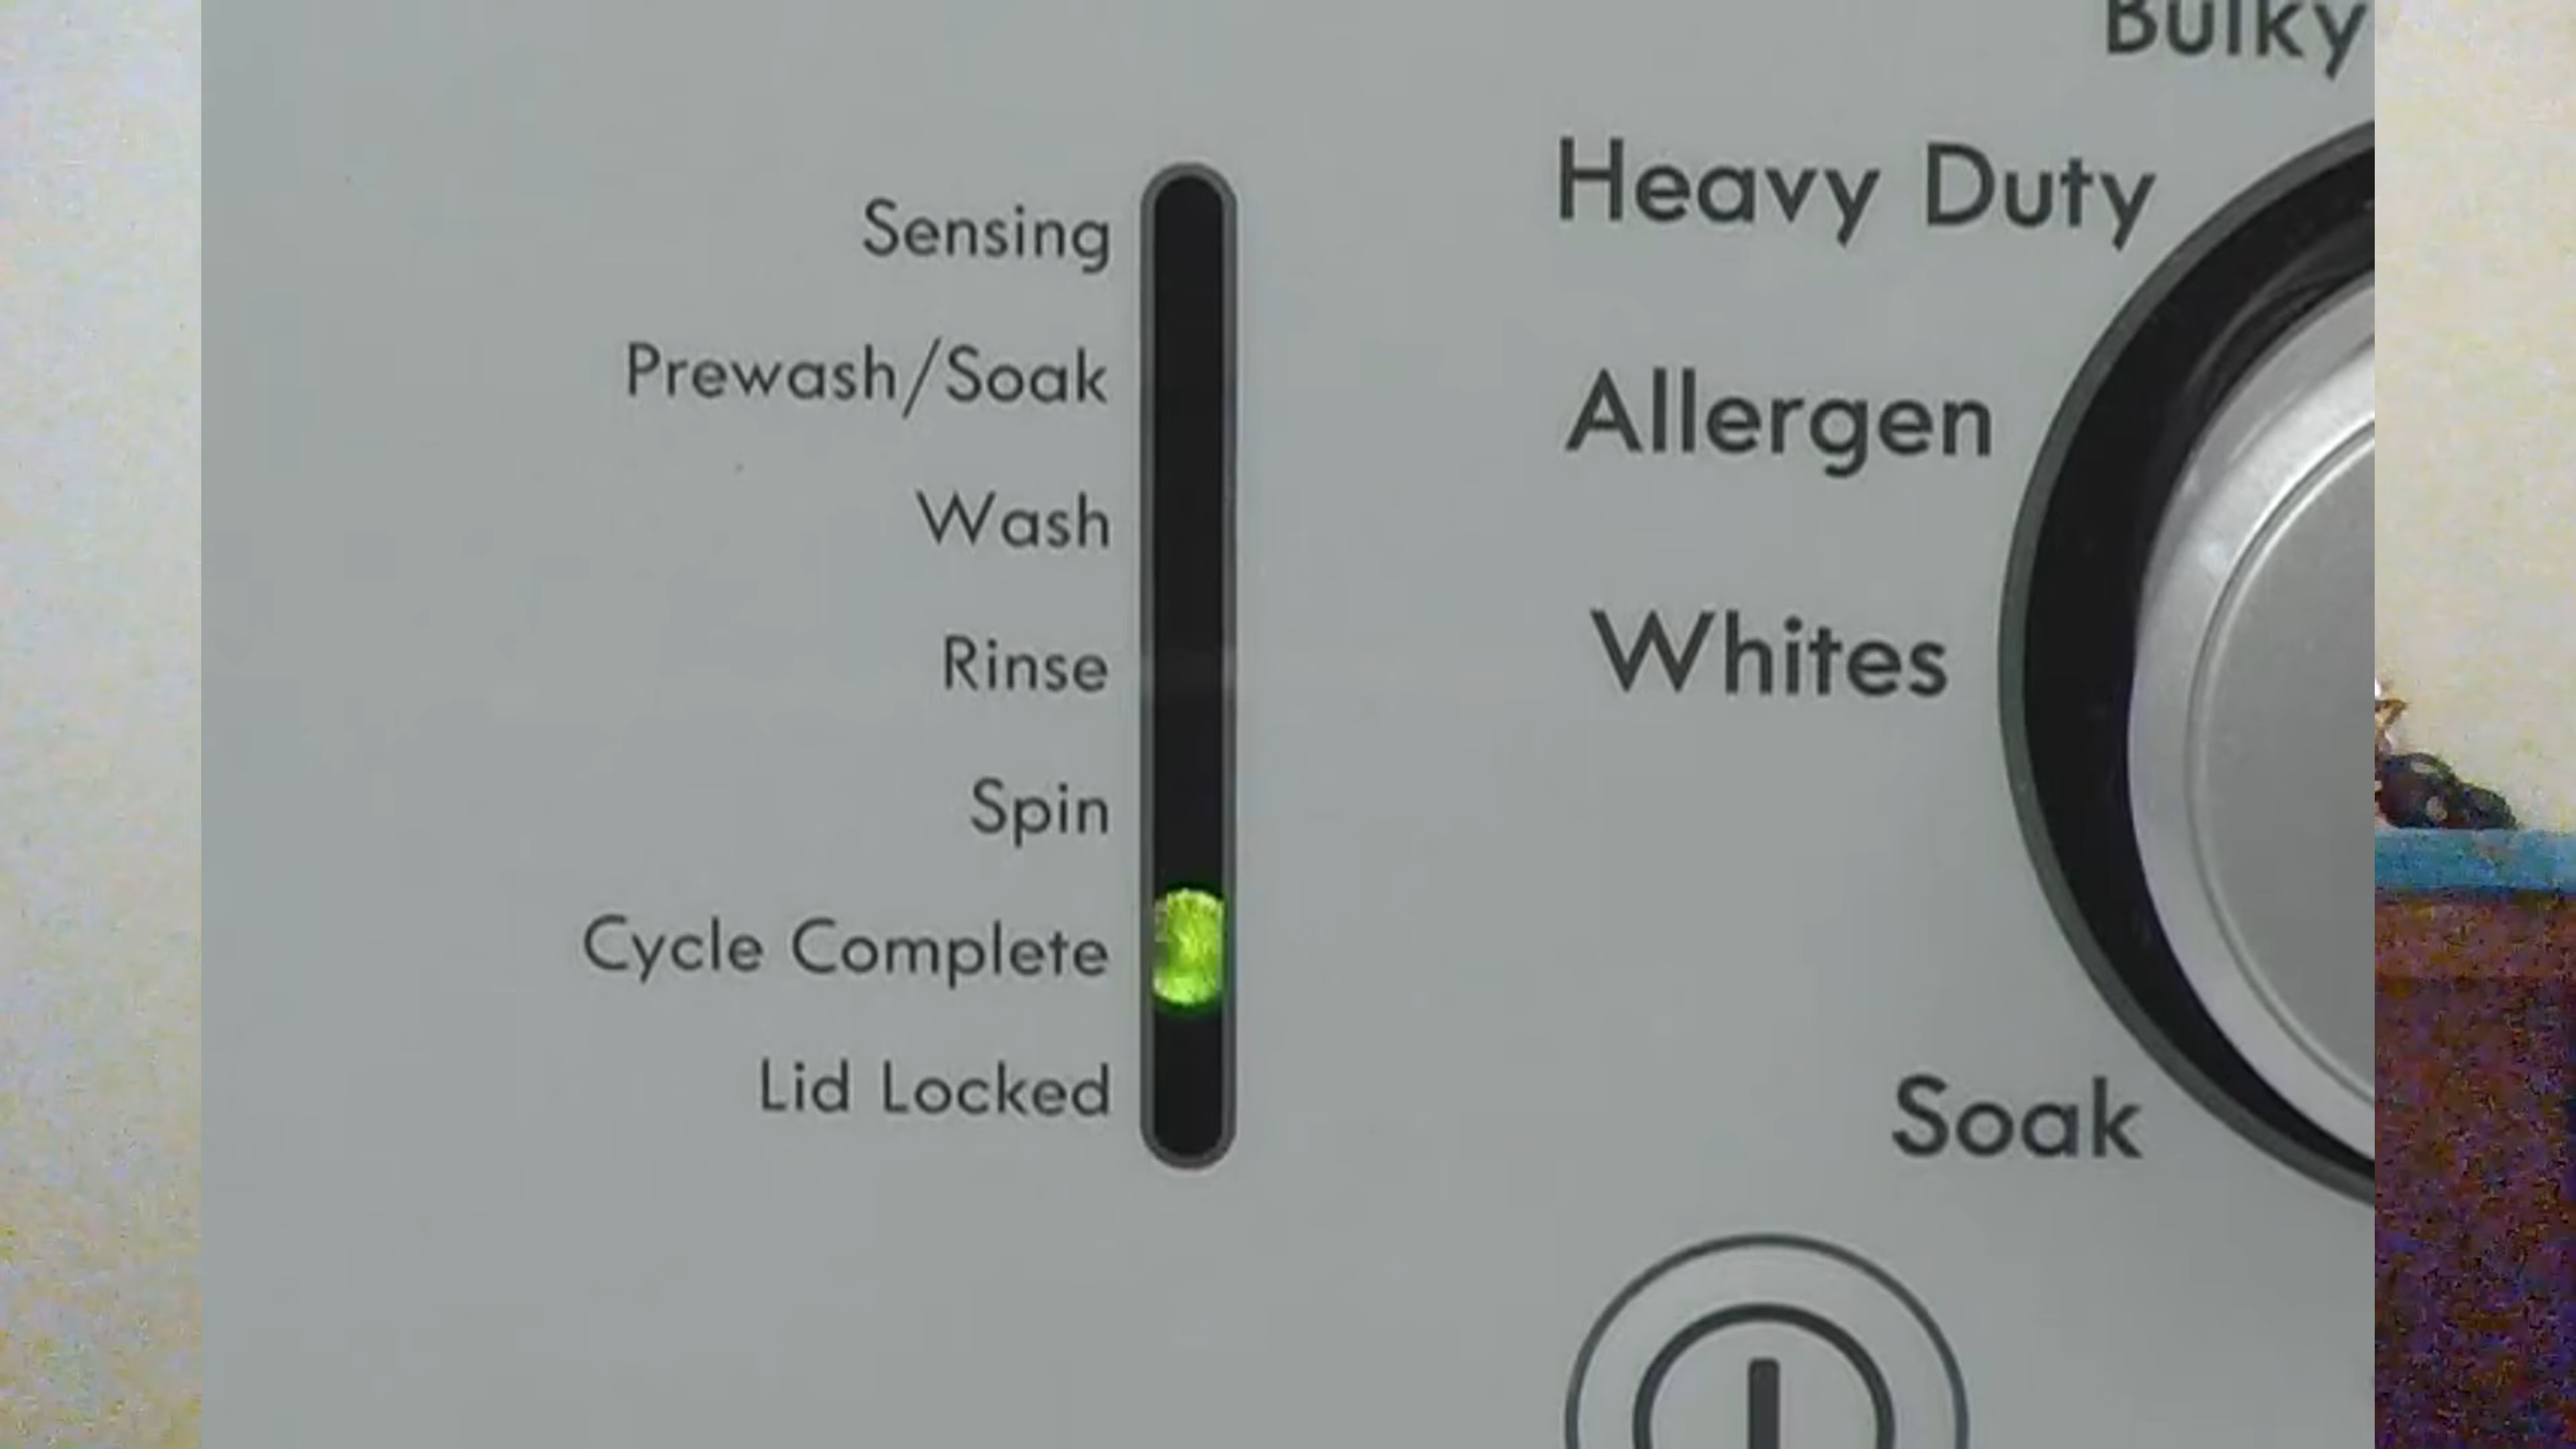 Sensing
Prewash/Soak
Wash
Rinse
Spin
Cycle Complete
Lid Locked
Bulky
Heavy Duty
Allergen
Whites
Soak